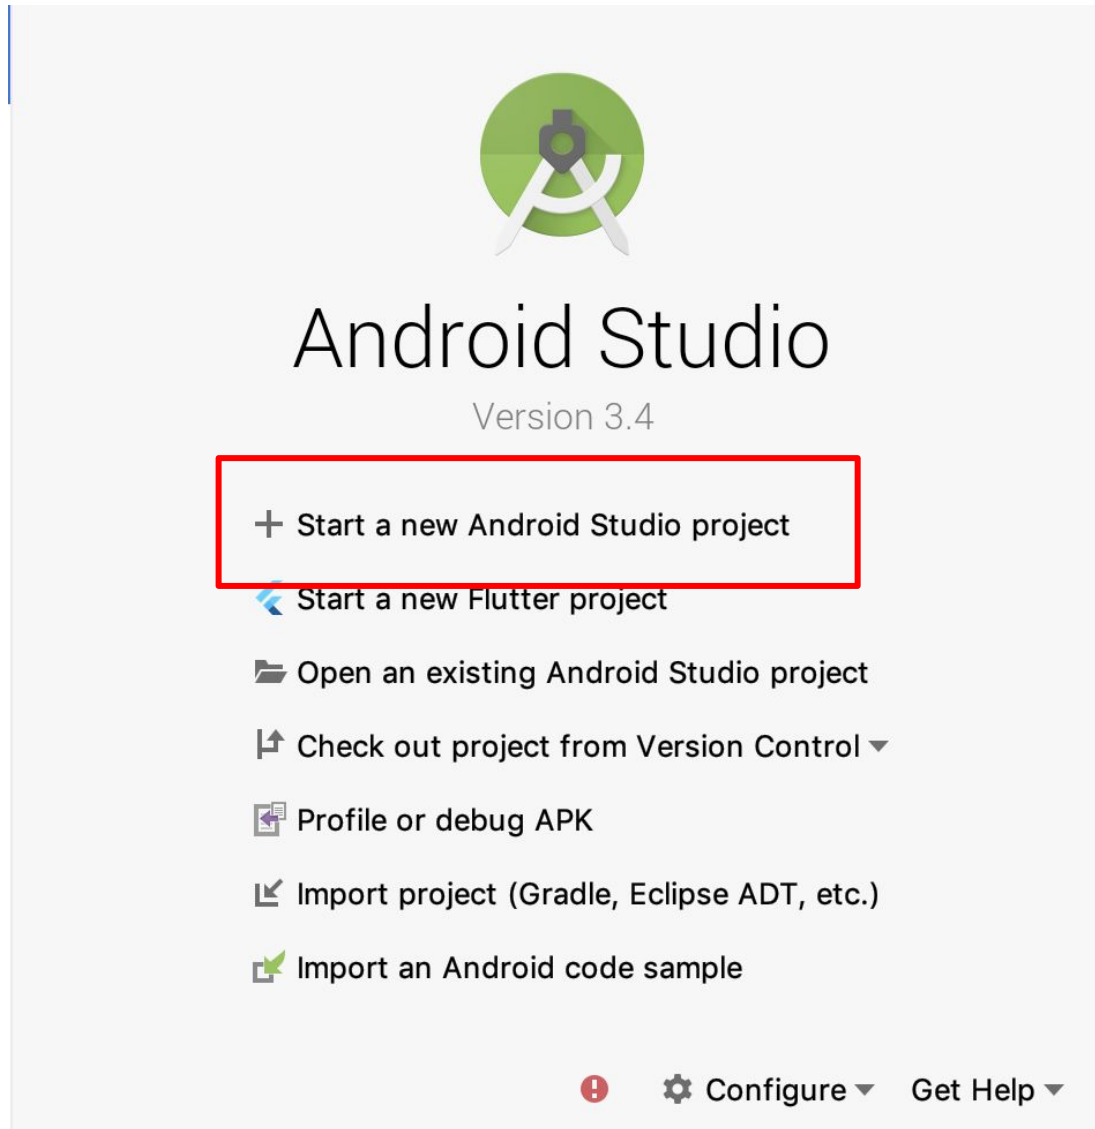 Android Studio
Version 3.4
Start a new Android Studio project
Start a new Flutter project
Open an existing Android Studio project
Check out project from Version Control
Profile or debug APK
Import project (Gradle, Eclipse ADT, etc.)
Import an Android code sample
Configure Get Help